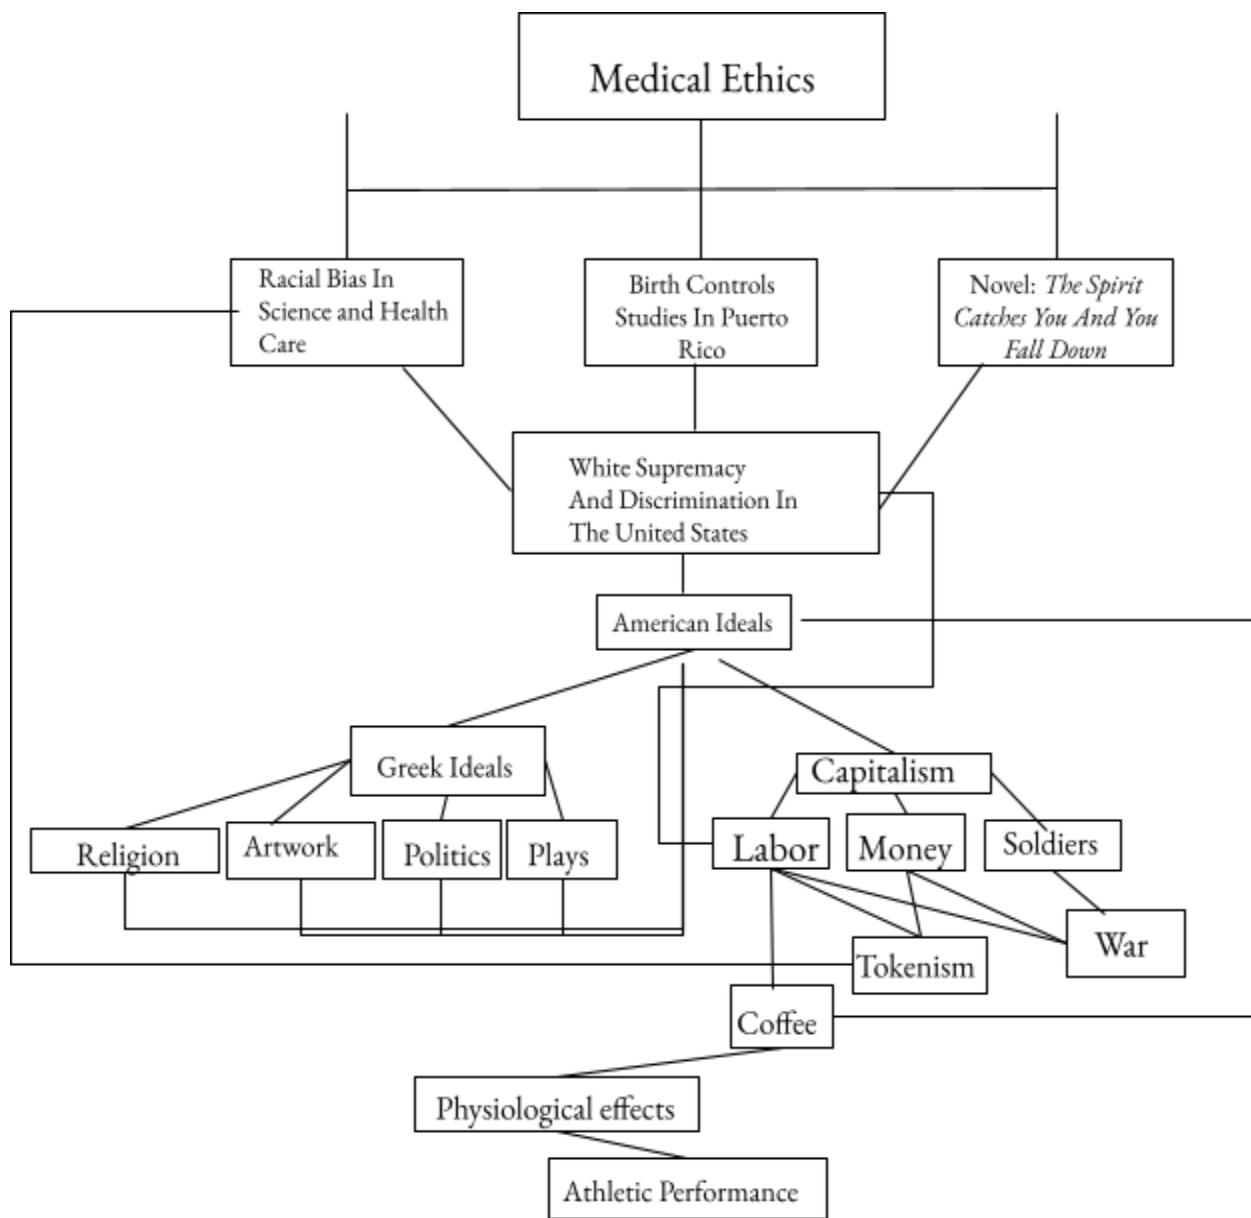 Medical Ethics
Racial Bias In
Science and Health
Care
Birth Controls
Studies In Puerto
Rico
Novel: The Spirit
Catches You And You
Fall Down
White Supremacy
And Discrimination In
The United States
American Ideals
Greek Ideals
Capitalism
Religion
Artwork
Politics
Plays
Labor
Money
Soldiers
War
Tokenism
Coffee
Physiological effects
Athletic Performance